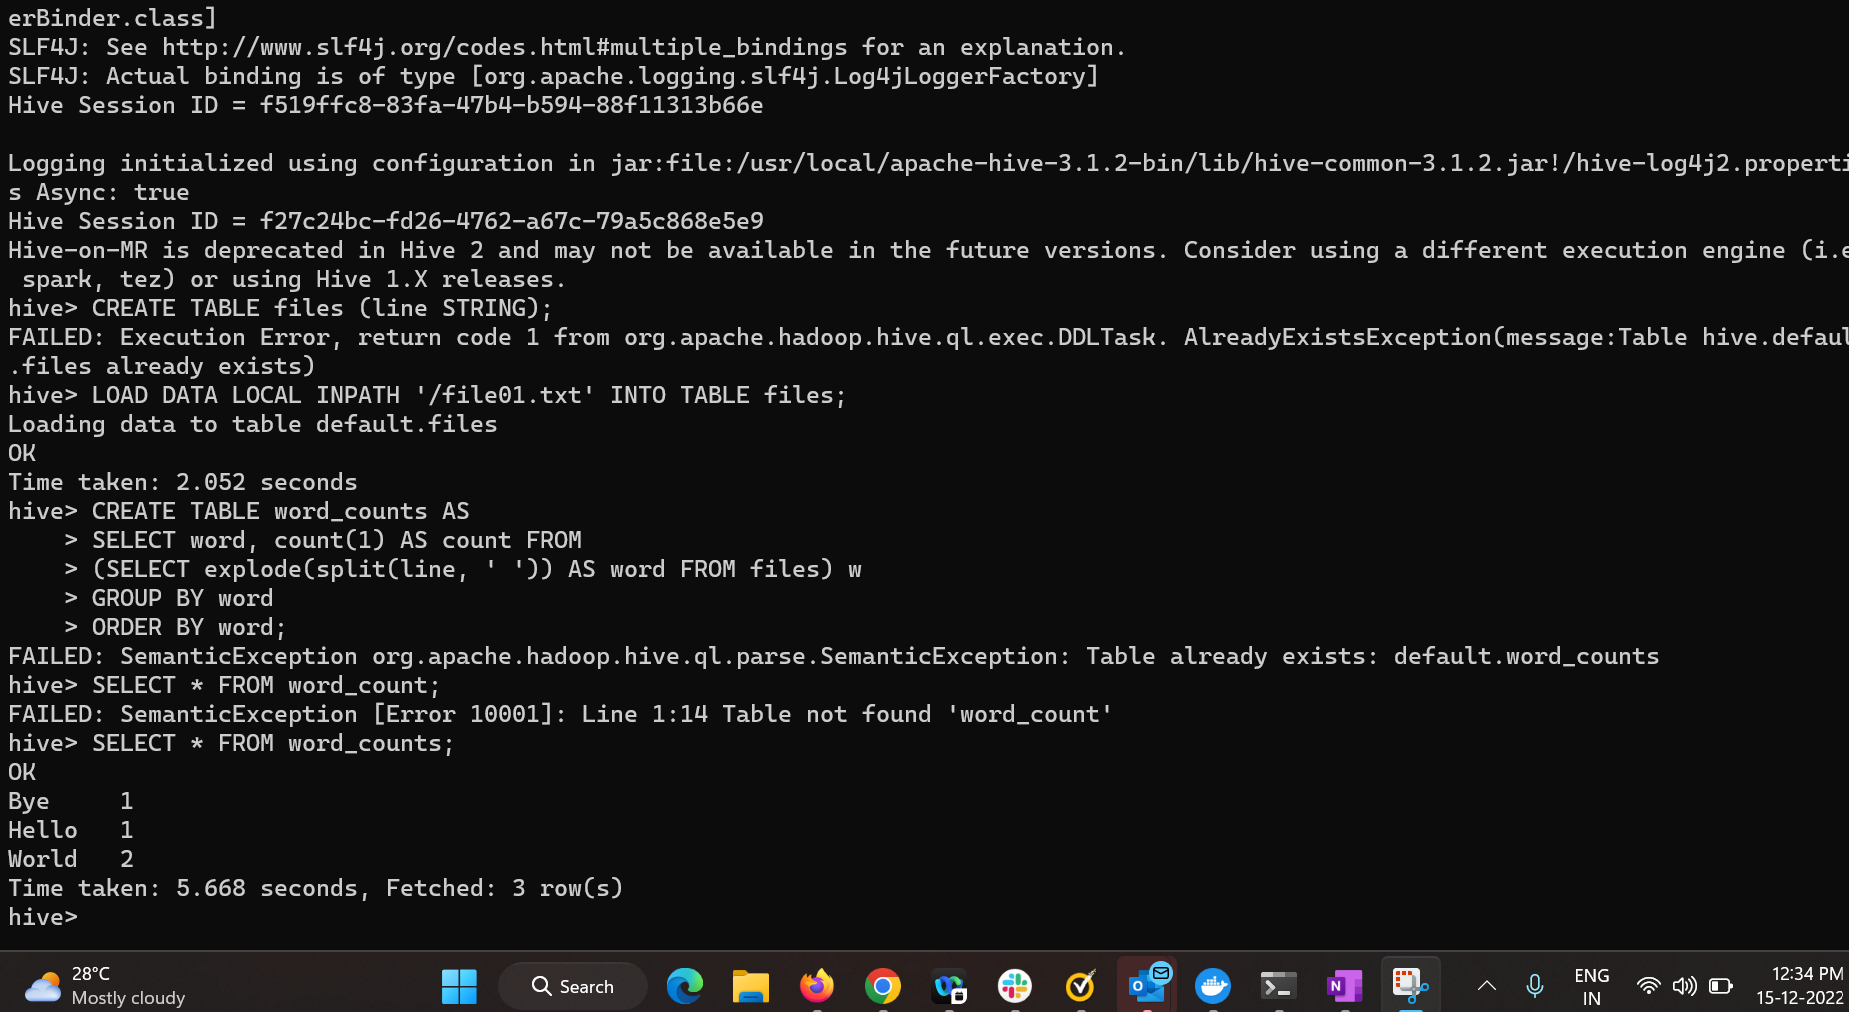 erBinder.class]
SLF4J: See http://www.slf4j.org/codes.html#multiple_bindings for an explanation.
SLF4J: Actual binding is of type [org.apache.logging.slf4j.Log4jLoggerFactory]
Hive Session ID = f519ffc8-83fa-47b4-b594-88f11313b66e
Logging initialized using configuration in jar:file:/usr/local/apache-hive-3.1.2-bin/lib/hive-common-3.1.2.jar!/hive-log4j2.properti
s Async: true
Hive Session ID = f27c24bc-fd26-4762-a67c-79a5c868e5e9
Hive-on-MR is deprecated in Hive 2 and may not be available in the future versions. Consider using a different execution engine (i.e
spark, tez) or using Hive 1.X releases.
hive> CREATE TABLE files (line STRING);
FAILED: Execution Error, return code 1 from org.apache.hadoop.hive.ql.exec.DDLTask. AlreadyExistsException(message:Table hive.defaul
.files already exists)
hive> LOAD DATA LOCAL INPATH '/file01.txt' INTO TABLE files;
Loading data to table default.files
OK
Time taken: 2.052 seconds
hive> CREATE TABLE word_counts AS
> SELECT word, count(1) AS count FROM
> (SELECT explode(split(line, ' ')) AS word FROM files) w
> GROUP BY word
> ORDER BY word;
FAILED: SemanticException org.apache.hadoop.hive.ql.parse.SemanticException: Table already exists: default.word_counts
hive> SELECT * FROM word_count;
FAILED: SemanticException [Error 10001]: Line 1:14 Table not found 'word_count'
hive> SELECT * FROM word_counts;
OK
Bye 1
Hello 1
World 2
Time taken: 5.668 seconds, Fetched: 3 row(s)
hive>
28°C
Mostly cloudy
Search
ENG
IN
12:34 PM
15-12-2022